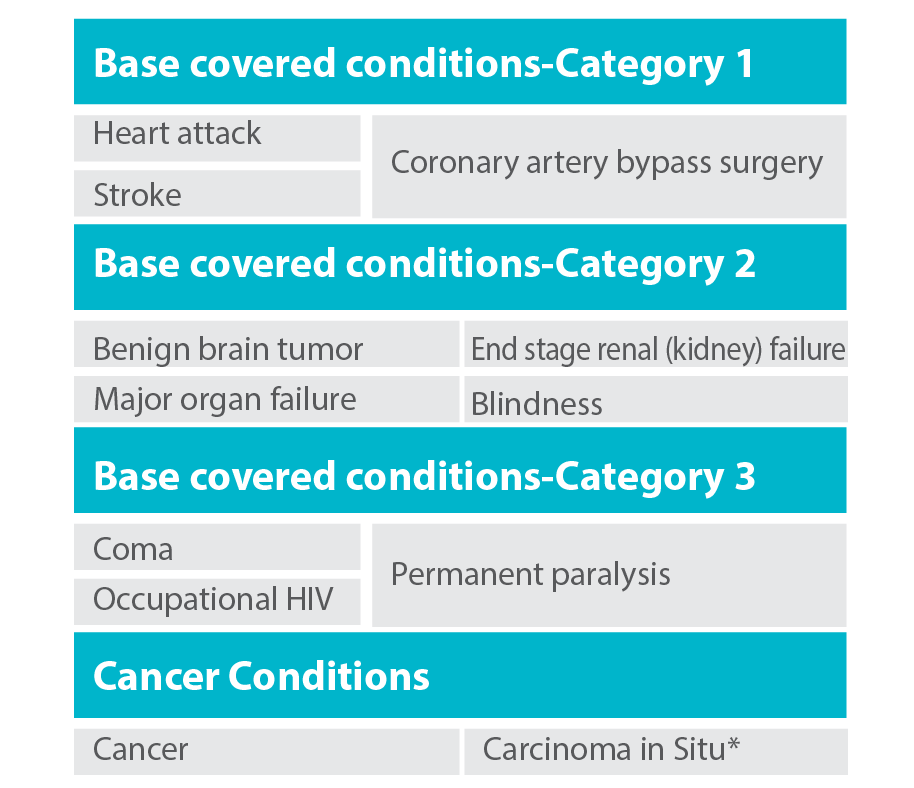 Base covered conditions-Category 1
Heart attack
Coronary artery bypass surgery
Stroke
Base covered conditions-Category 2
Benign brain tumor
End stage renal (kidney) failure
Major organ failure
Blindness
Base covered conditions-Category 3
Coma
Permanent paralysis
Occupational HIV
Cancer Conditions
Cancer
Carcinoma in Situ*